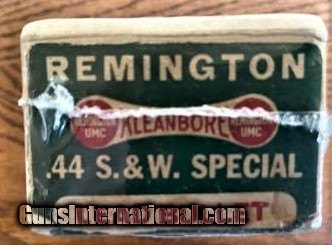 REMINGTON
UMC KLEANBORE UMC
.44 S.&W. SPECIAL
GunsInternational.com